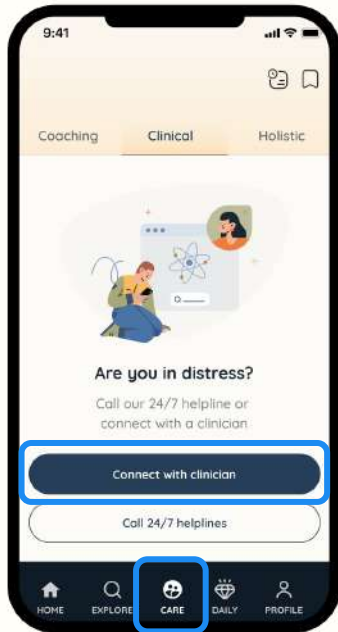 9:41
Coaching Clinical Holistic
Are you in distress?
Call our 24/7 helpline or
connect with a clinician
Connect with clinician
Call 24/7 helplines
HOME EXPLORE CARE DAILY PROFILE